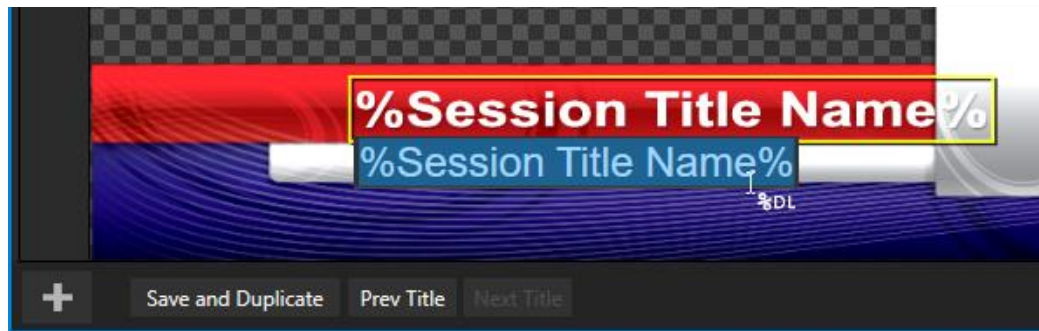 %Session Title Name%
%Session Title Name%
%DL
+ Save and Duplicate Prev Title Next Title